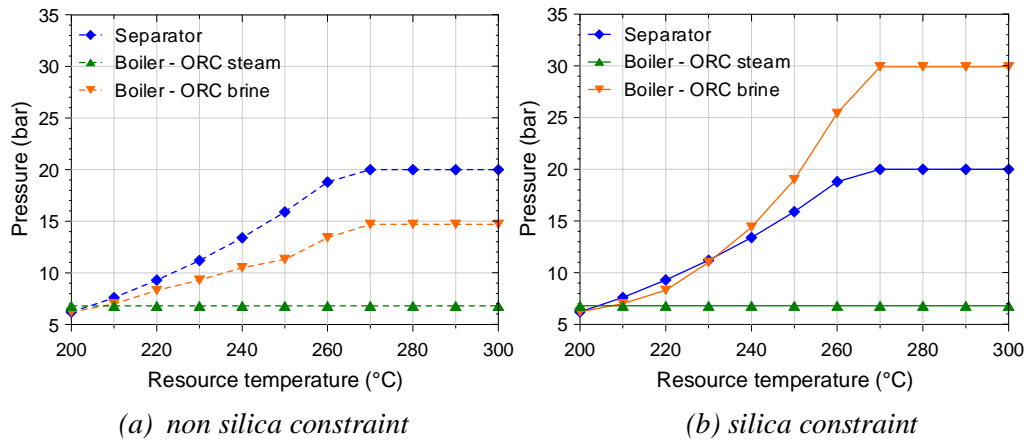 35
30
25
20
15
10
5
Pressure (bar)
Separator
Boiler - ORC steam
Boiler - ORC brine
200 220 240 260 280 300
Resource temperature (°C)
(a) non silica constraint
35
30
25
20
15
10
5
Pressure (bar)
Separator
Boiler - ORC steam
Boiler - ORC brine
200 220 240 260 280 300
Resource temperature (°C)
(b) silica constraint